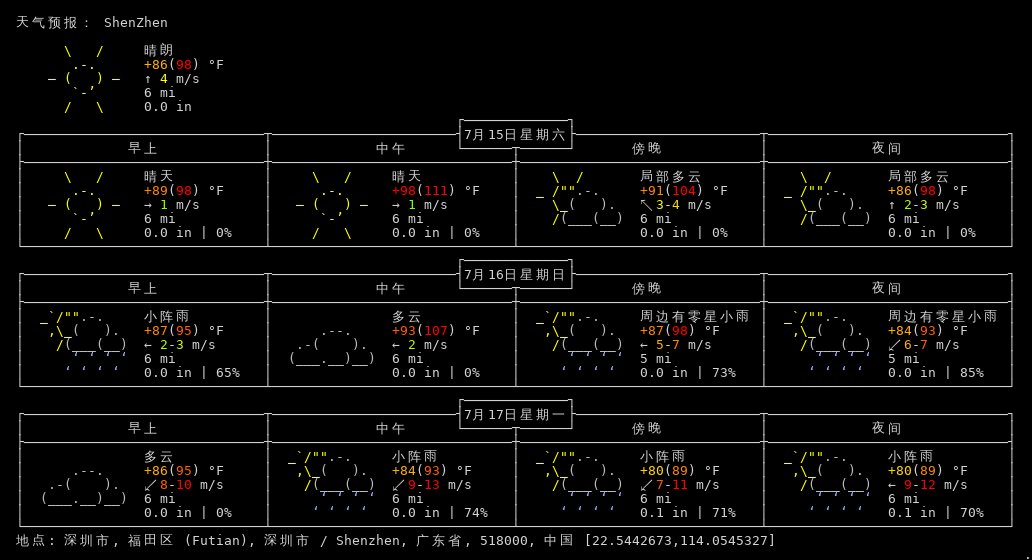 天气预报： ShenZhen
晴朗
+86(98) °F
↑ 4 m/s
6 mi
0.0 in
7月15日星期六
早上 中午 傍晚 夜间
晴天 晴天 局部多云 局部多云
+89(98) °F +98(111) °F +91(104) °F +86(98) °F
→ 1 m/s → 1 m/s ↖ 3-4 m/s ↑ 2-3 m/s
6 mi 6 mi 6 mi 6 mi
0.0 in | 0% 0.0 in | 0% 0.0 in | 0% 0.0 in | 0%
7月16日星期日
早上 中午 傍晚 夜间
小阵雨 多云 周边有零星小雨 周边有零星小雨
+87(95) °F +93(107) °F +87(98) °F +84(93) °F
← 2-3 m/s ← 2 m/s ← 5-7 m/s ↙ 6-7 m/s
6 mi 6 mi 5 mi 5 mi
0.0 in | 65% 0.0 in | 0% 0.0 in | 73% 0.0 in | 85%
7月17日星期一
早上 中午 傍晚 夜间
多云 小阵雨 小阵雨 小阵雨
+86(95) °F +84(93) °F +80(89) °F +80(89) °F
↙ 8-10 m/s ↙ 9-13 m/s ↙ 7-11 m/s ← 9-12 m/s
6 mi 6 mi 6 mi 6 mi
0.0 in | 0% 0.0 in | 74% 0.1 in | 71% 0.1 in | 70%
地点: 深圳市, 福田区 (Futian), 深圳市 / Shenzhen, 广东省, 518000, 中国 [22.5442673,114.0545327]